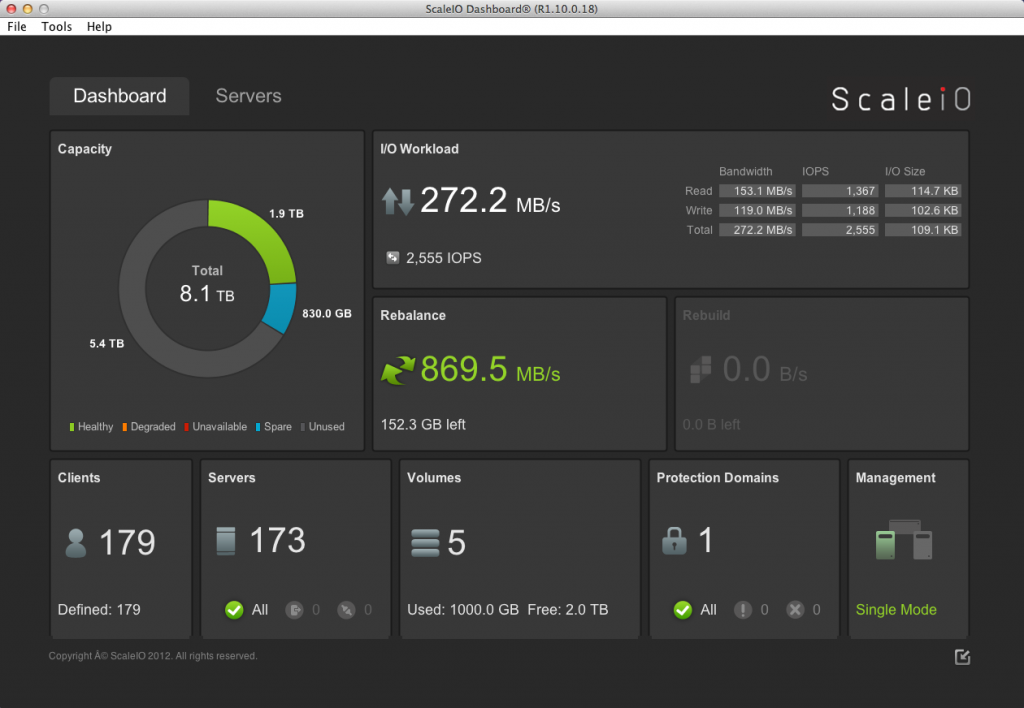 ScaleIO Dashboard® (R1.10.0.18)
File Tools Help
Dashboard Servers
ScaleiO
Capacity
1.9 TB
Total
8.1 TB
830.0 GB
5.4 TB
Healthy Degraded Unavailable Spare Unused
I/O Workload
272.2 MB/s
2,555 IOPS
Bandwidth IOPS I/O Size
Read 153.1 MB/s 1,367 114.7 KB
Write 119.0 MB/s 1,188 102.6 KB
Total 272.2 MB/s 2,555 109.1 KB
Rebalance
869.5 MB/s
152.3 GB left
Rebuild
0.0 B/s
0.0 B left
Clients
179
Defined: 179
Servers
173
All 0 0
Volumes
5
Used: 1000.0 GB Free: 2.0 TB
Protection Domains
1
All 0 0
Management
Single Mode
Copyright Â© ScaleIO 2012. All rights reserved.